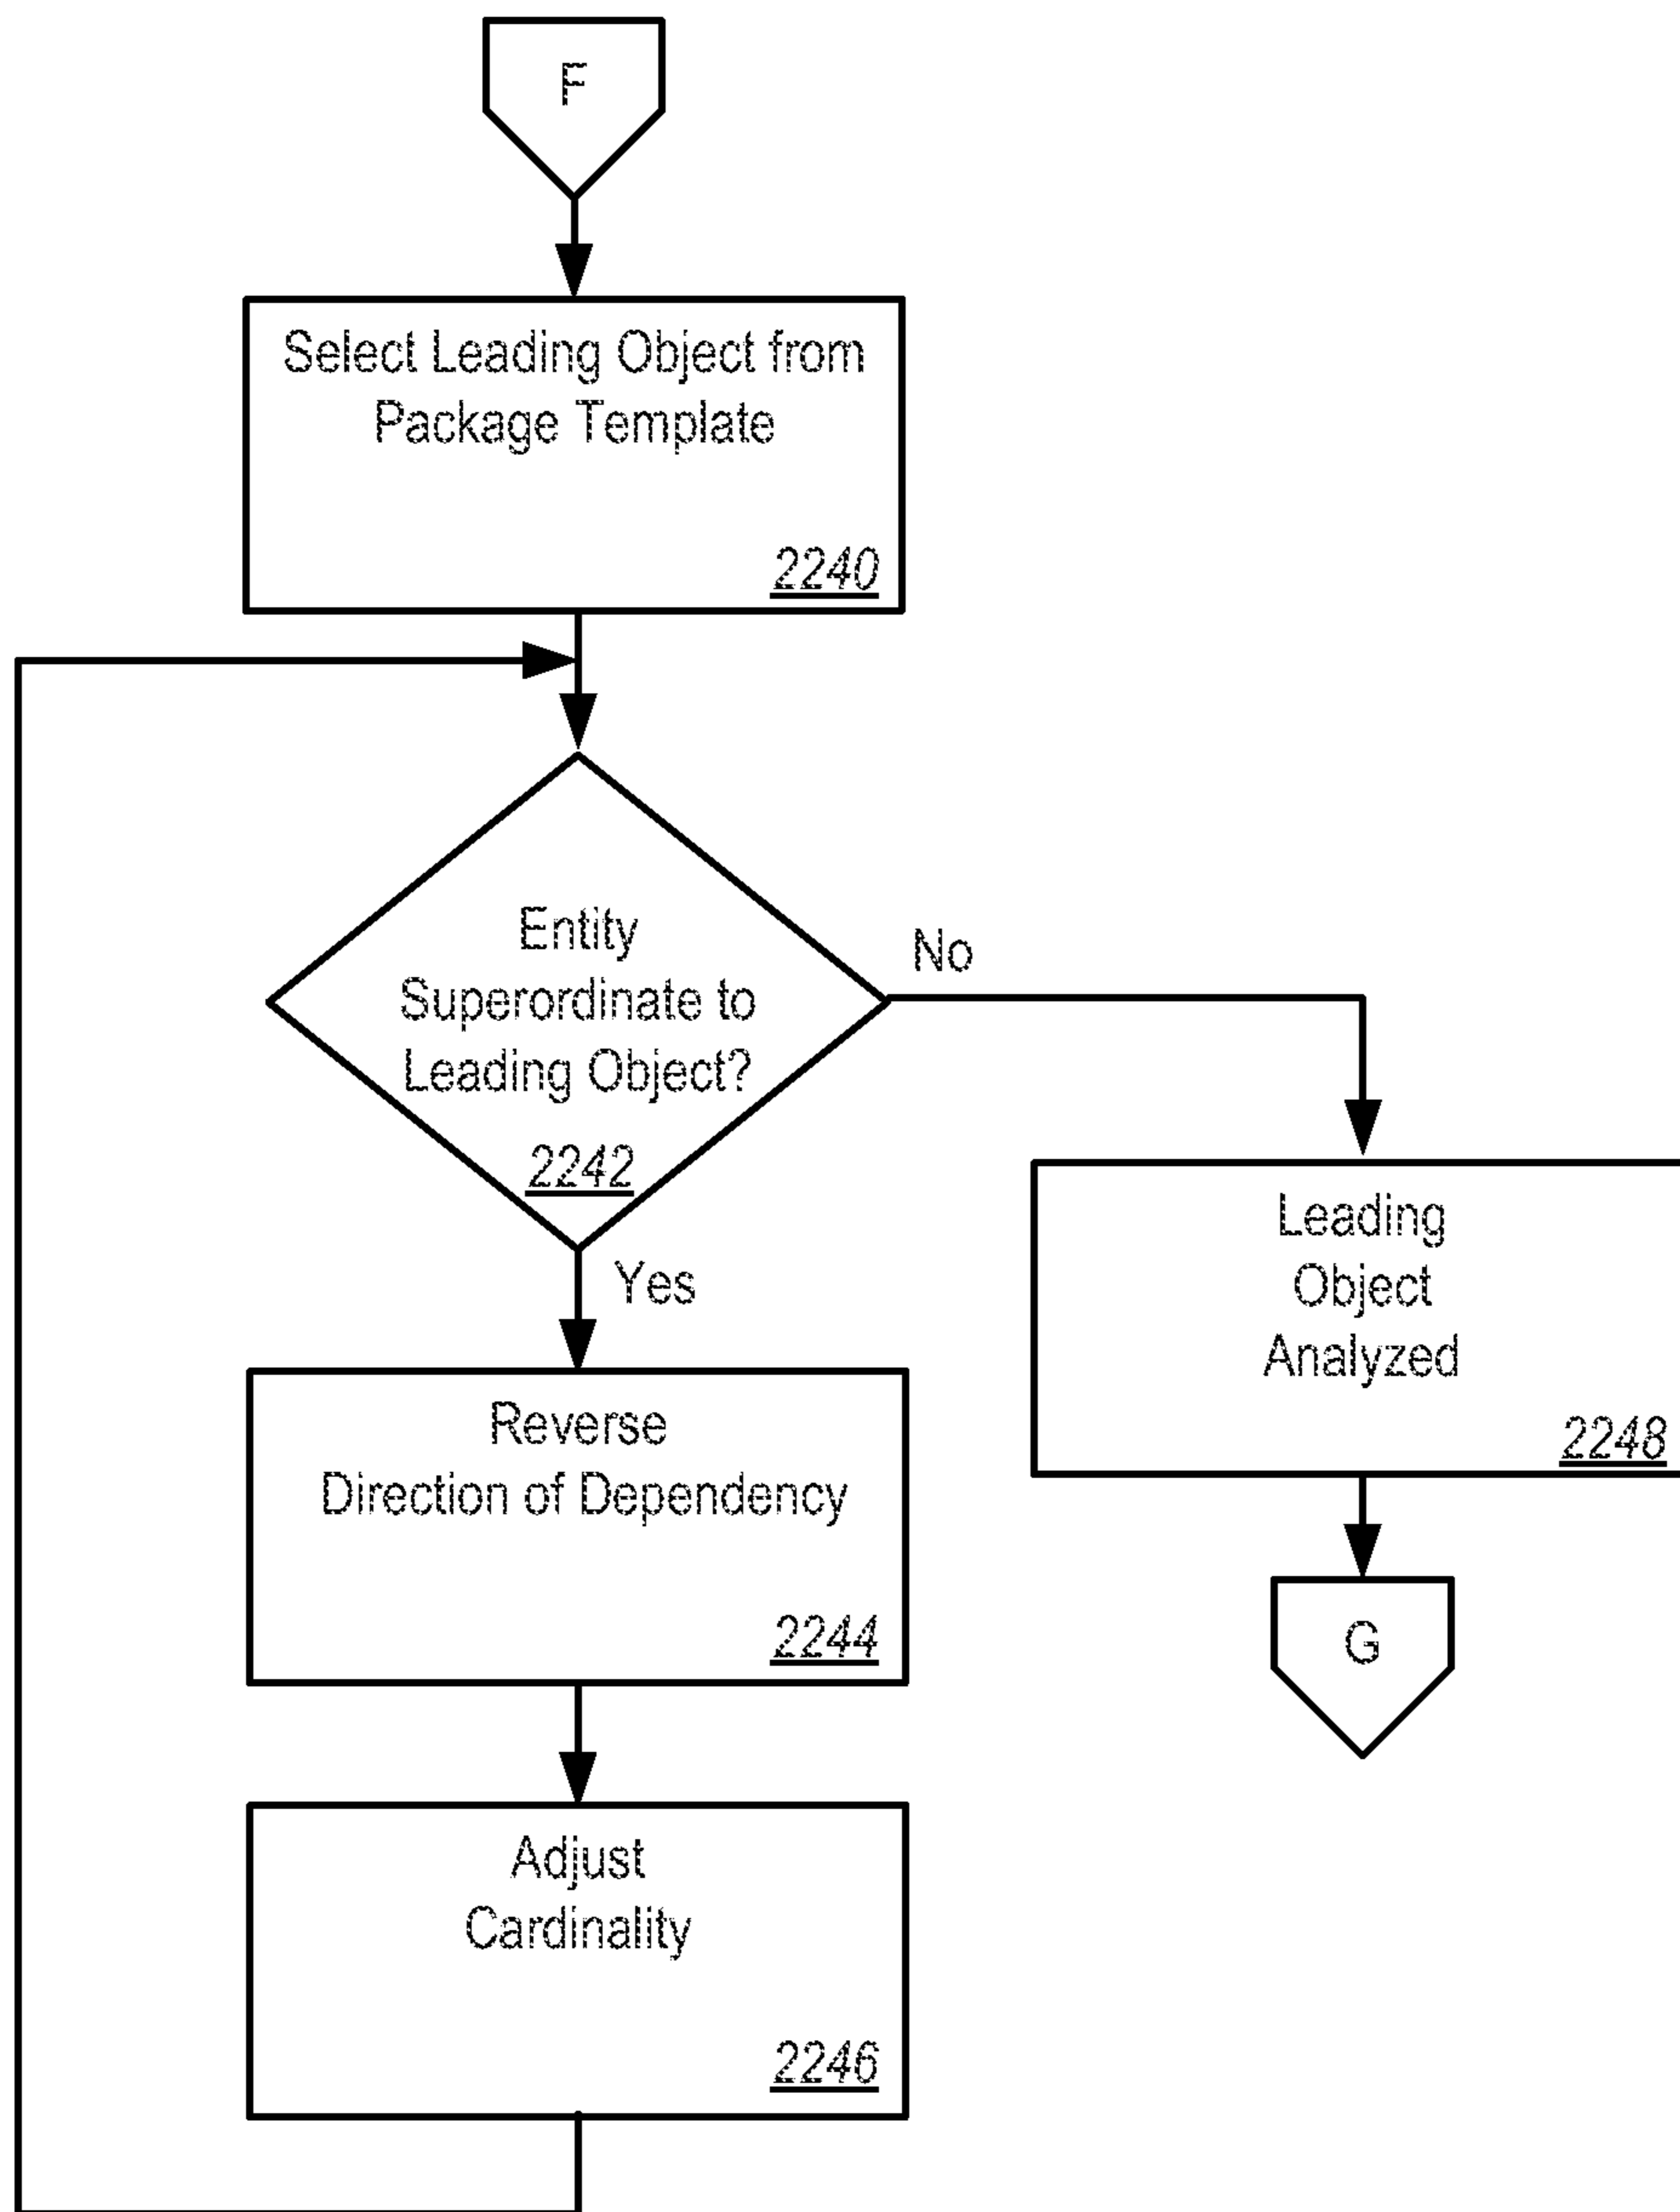 F
Select Leading Object from
Package Template
2240
Entity
Superordinate to
Leading Object?
2242
No
Yes
Leading
Object
Analyzed
2248
Reverse
Direction of Dependency
2244
G
Adjust
Cardinality
2246